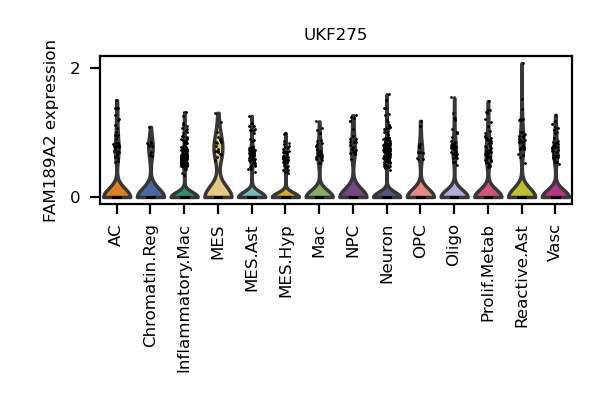 UKF275
FAM189A2 expression
2
0
AC
Chromatin.Reg
Inflammatory.Mac
MES
MES.Ast
MES.Hyp
Mac
NPC
Neuron
OPC
Oligo
Prolif.Metab
Reactive.Ast
Vasc